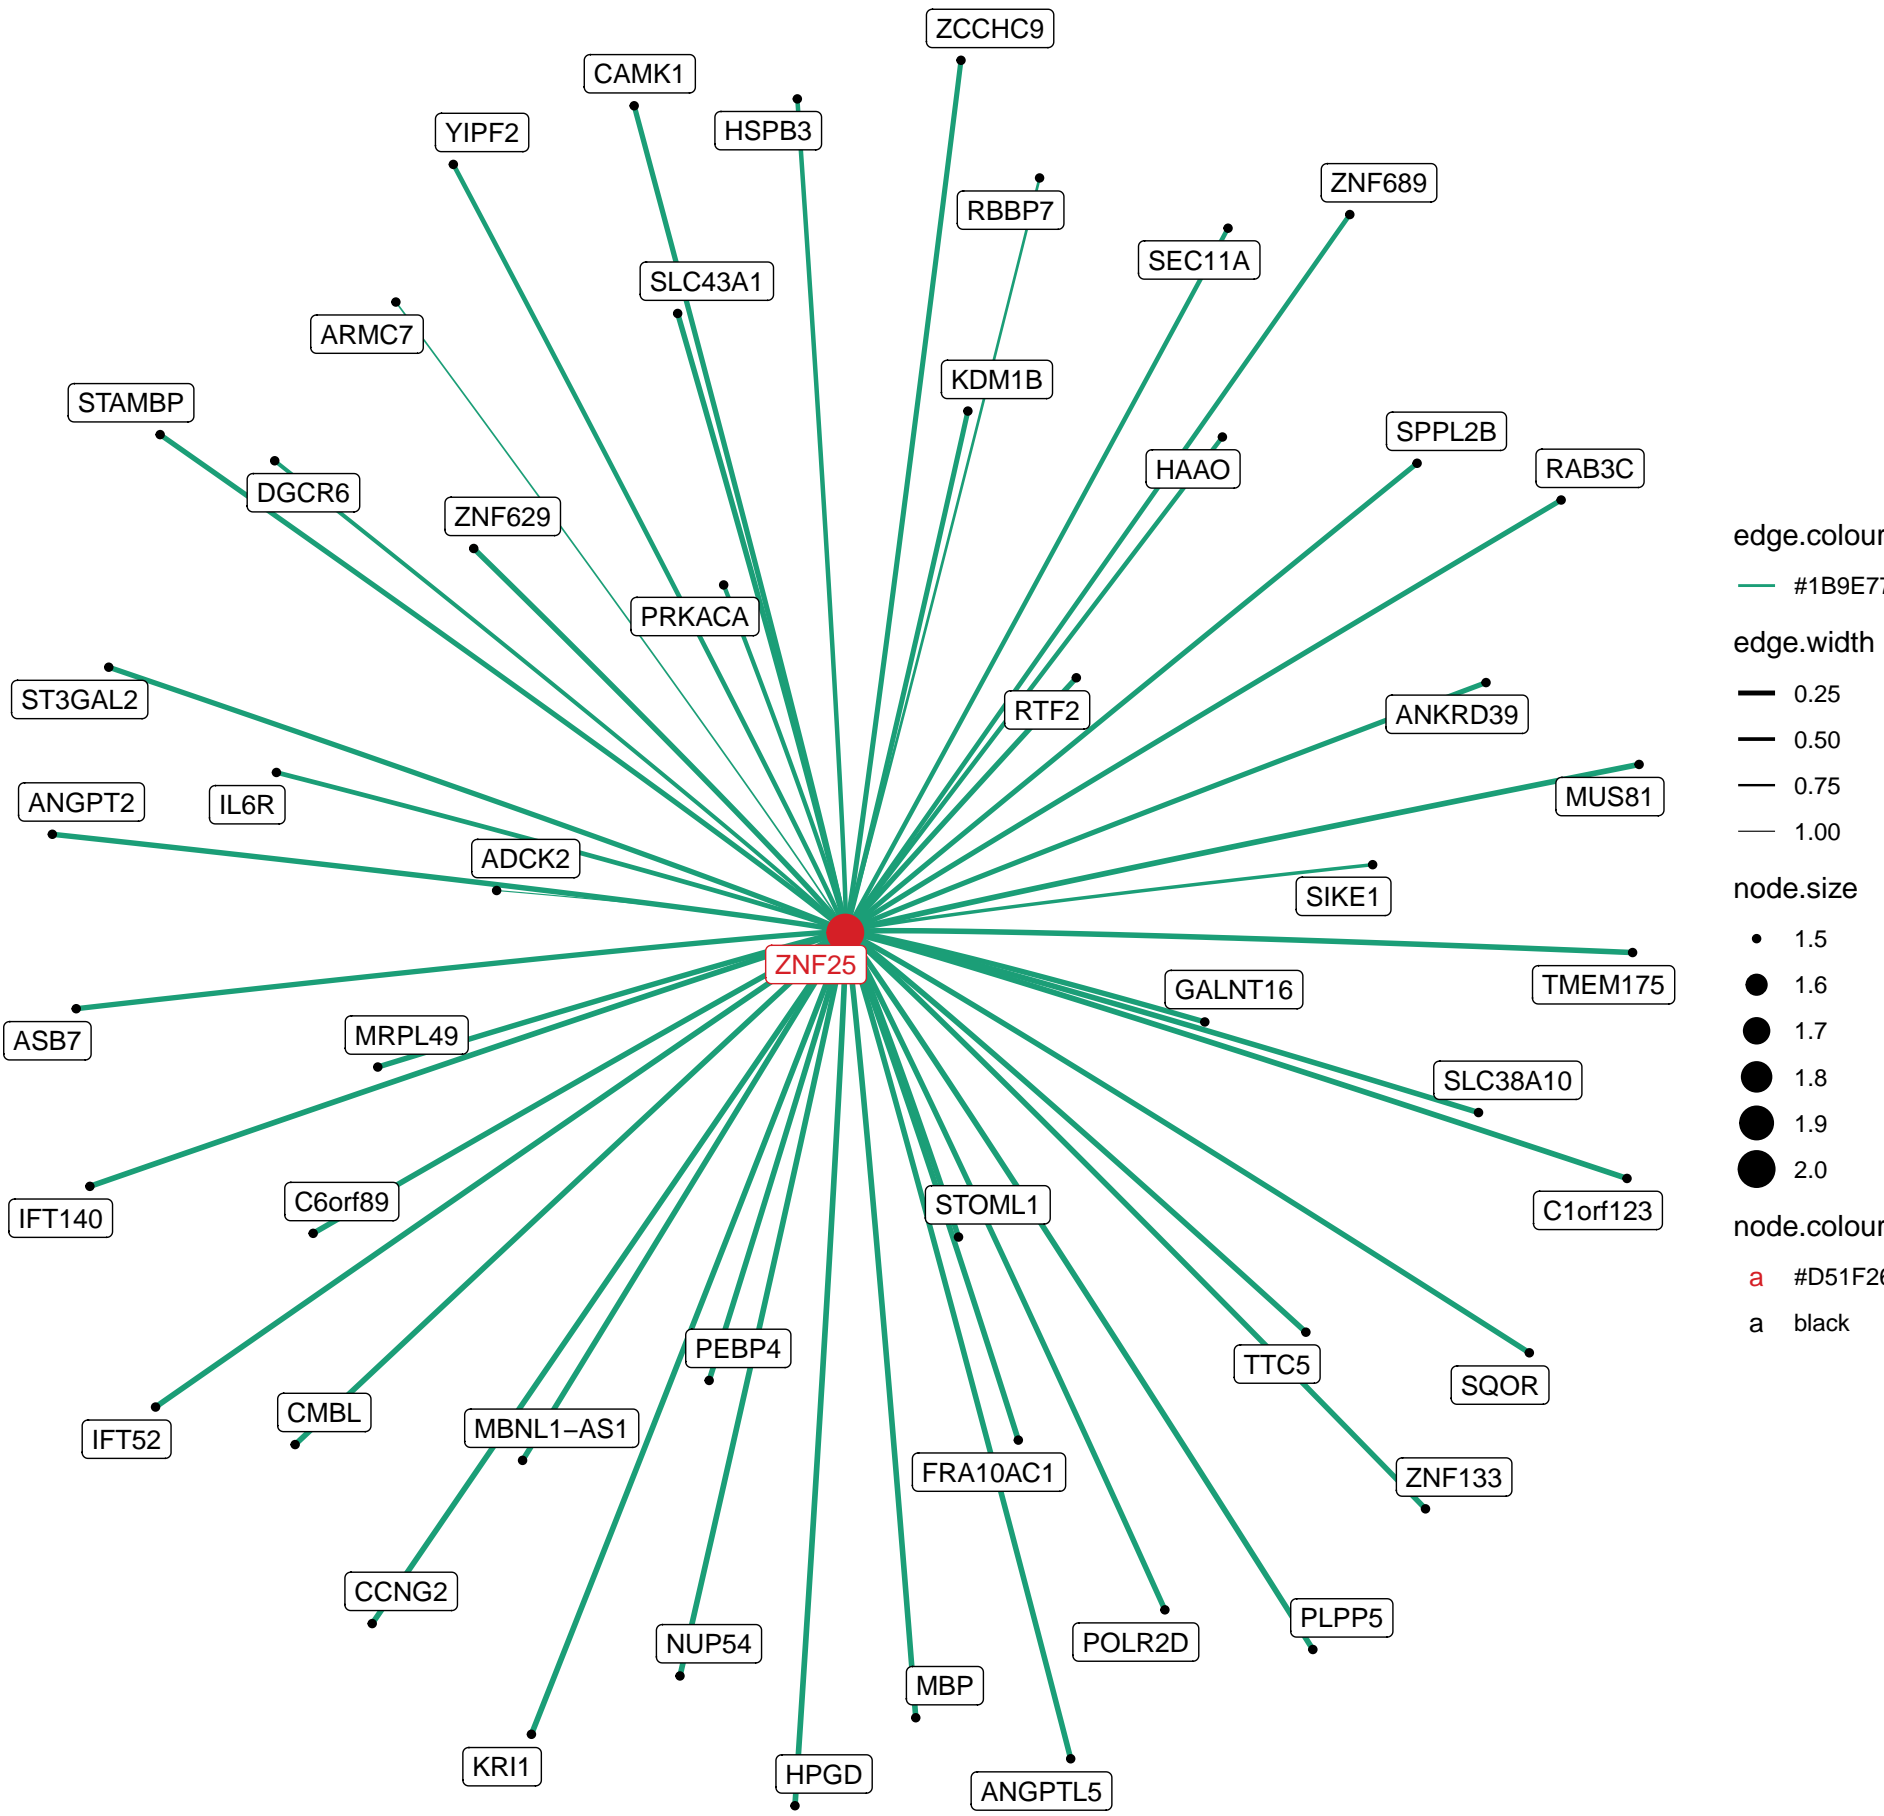 ZCCHC9
CAMK1
HSPB3
YIPF2
ZNF689
RBBP7
SEC11A
SLC43A1
ARMC7
KDM1B
STAMBP
SPPL2B
HAAO
RAB3C
DGCR6
ZNF629
PRKACA
ST3GAL2
RTF2
ANKRD39
ANGPT2
IL6R
MUS81
ADCK2
SIKE1
ZNF25
GALNT16
TMEM175
ASB7
MRPL49
SLC38A10
C6orf89
STOML1
IFT140
C1orf123
PEBP4
TTC5
SQOR
CMBL
MBNL1−AS1
IFT52
FRA10AC1
ZNF133
CCNG2
PLPP5
NUP54
POLR2D
MBP
KRI1
HPGD
ANGPTL5
edge.colour
#1B9E77
edge.width
0.25
0.50
0.75
1.00
node.size
1.5
1.6
1.7
1.8
1.9
2.0
node.colour
a #D51F26
a black